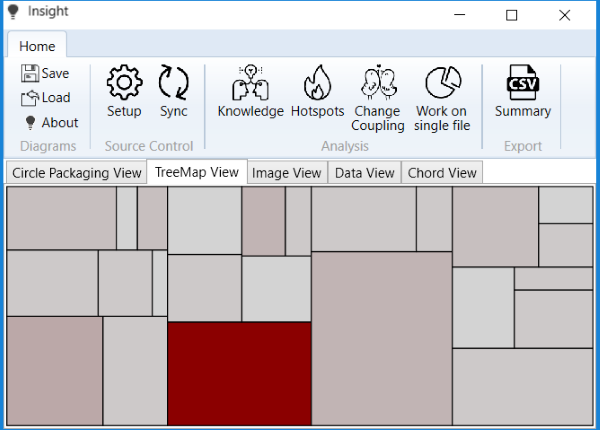 Insight
Home
Save
Load
About
Diagrams
Setup
Sync
Source Control
Knowledge
Hotspots
Change
Coupling
Work on
single file
Analysis
CSV
Summary
Export
Circle Packaging View
TreeMap View
Image View
Data View
Chord View